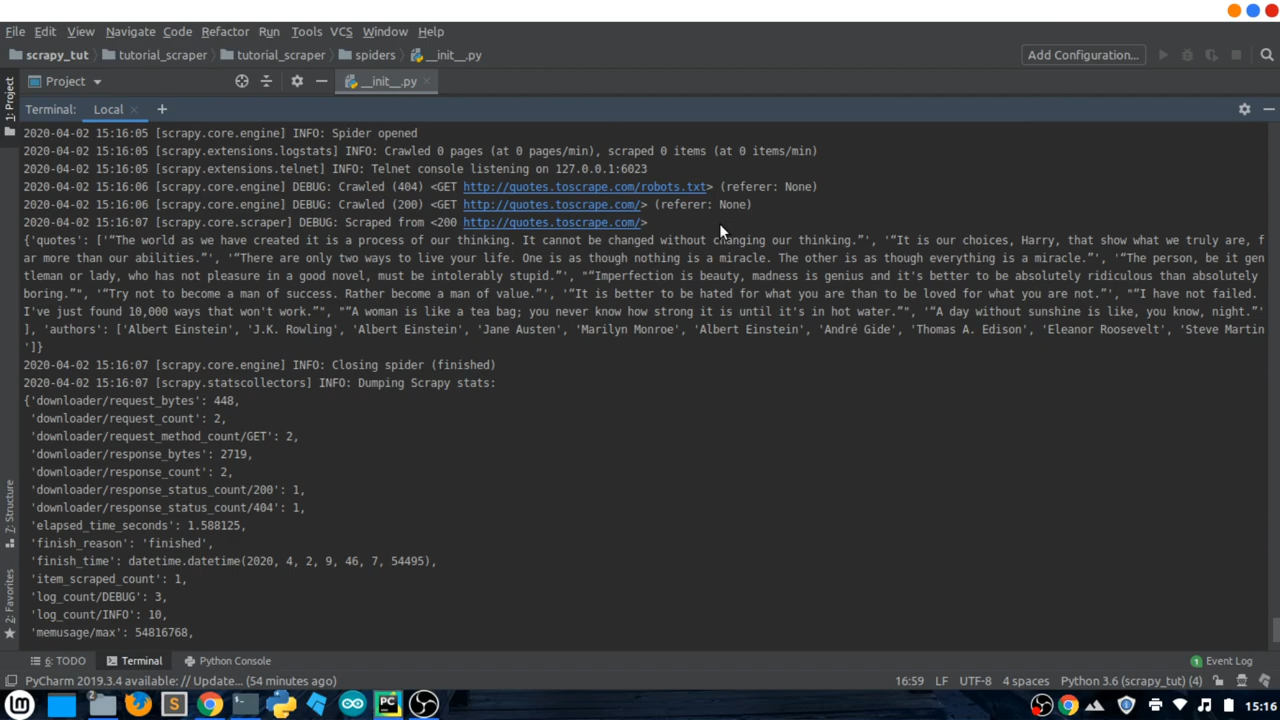 File Edit View Navigate Code Refactor Run Tools VCS Window Help
scrapy_tut tutorial_scraper tutorial_scraper spiders __init__.py Add Configuration...
1: Project Project __init__.py
Terminal: Local +
2020-04-02 15:16:05 [scrapy.core.engine] INFO: Spider opened
2020-04-02 15:16:05 [scrapy.extensions.logstats] INFO: Crawled 0 pages (at 0 pages/min), scraped 0 items (at 0 items/min)
2020-04-02 15:16:05 [scrapy.extensions.telnet] INFO: Telnet console listening on 127.0.0.1:6023
2020-04-02 15:16:06 [scrapy.core.engine] DEBUG: Crawled (404) <GET http://quotes.toscrape.com/robots.txt> (referer: None)
2020-04-02 15:16:06 [scrapy.core.engine] DEBUG: Crawled (200) <GET http://quotes.toscrape.com/> (referer: None)
2020-04-02 15:16:07 [scrapy.core.scraper] DEBUG: Scraped from <200 http://quotes.toscrape.com/>
{'quotes': ['“The world as we have created it is a process of our thinking. It cannot be changed without changing our thinking.”', '“It is our choices, Harry, that show what we truly are, f
ar more than our abilities.”', '“There are only two ways to live your life. One is as though nothing is a miracle. The other is as though everything is a miracle.”', '“The person, be it gen
tleman or lady, who has not pleasure in a good novel, must be intolerably stupid.”', "“Imperfection is beauty, madness is genius and it's better to be absolutely ridiculous than absolutely
boring.”", '“Try not to become a man of success. Rather become a man of value.”', '“It is better to be hated for what you are than to be loved for what you are not.”', "“I have not failed.
I've just found 10,000 ways that won't work.”", "“A woman is like a tea bag; you never know how strong it is until it's in hot water.”", '“A day without sunshine is like, you know, night.”'
], 'authors': ['Albert Einstein', 'J.K. Rowling', 'Albert Einstein', 'Jane Austen', 'Marilyn Monroe', 'Albert Einstein', 'André Gide', 'Thomas A. Edison', 'Eleanor Roosevelt', 'Steve Martin
']}
2020-04-02 15:16:07 [scrapy.core.engine] INFO: Closing spider (finished)
2020-04-02 15:16:07 [scrapy.statscollectors] INFO: Dumping Scrapy stats:
{'downloader/request_bytes': 448,
'downloader/request_count': 2,
'downloader/request_method_count/GET': 2,
'downloader/response_bytes': 2719,
'downloader/response_count': 2,
'downloader/response_status_count/200': 1,
'downloader/response_status_count/404': 1,
'elapsed_time_seconds': 1.588125,
'finish_reason': 'finished',
'finish_time': datetime.datetime(2020, 4, 2, 9, 46, 7, 54495),
'item_scraped_count': 1,
'log_count/DEBUG': 3,
'log_count/INFO': 10,
'memusage/max': 54816768,
7: Structure
2: Favorites
6: TODO Terminal Python Console 1 Event Log
PyCharm 2019.3.4 available: // Update... (54 minutes ago) 16:59 LF UTF-8 4 spaces Python 3.6 (scrapy_tut) (4)
2 S PC 15:16